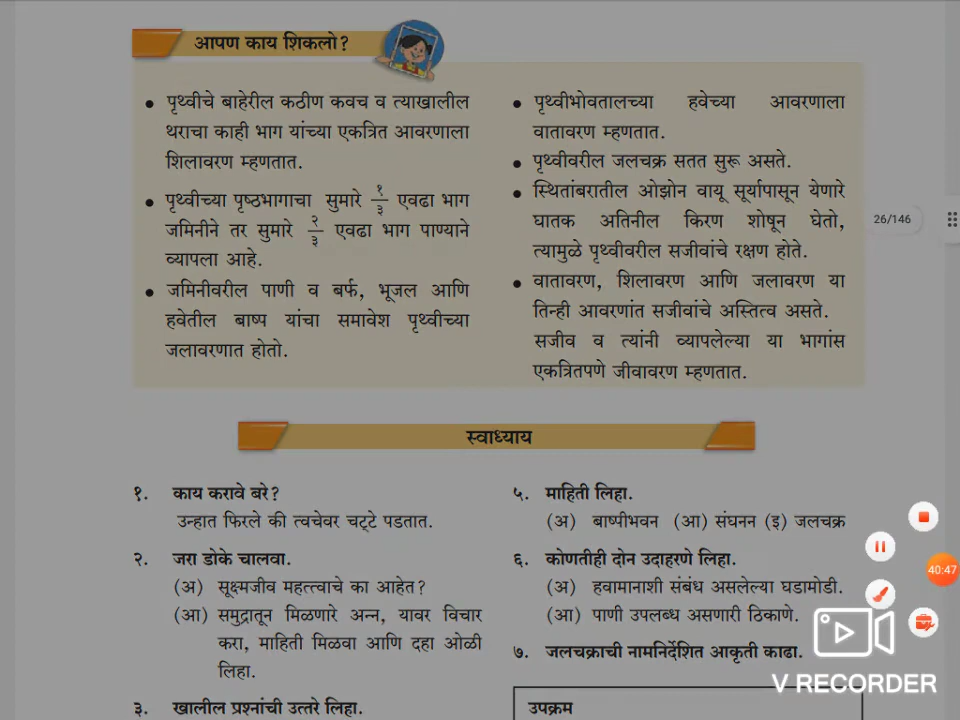 आपण काय शिकलो?
● पृथ्वीचे बाहेरील कठीण कवच व त्याखालील
थराचा काही भाग यांच्या एकत्रित आवरणाला
शिलावरण म्हणतात.
● पृथ्वीच्या पृष्ठभागाचा सुमारे १/३ एवढा भाग
जमिनीने तर सुमारे २/३ एवढा भाग पाण्याने
व्यापला आहे.
● जमिनीवरील पाणी व बर्फ, भूजल आणि
हवेतील बाष्प यांचा समावेश पृथ्वीच्या
जलावरणात होतो.
● पृथ्वीभोवतालच्या हवेच्या आवरणाला
वातावरण म्हणतात.
● पृथ्वीवरील जलचक्र सतत सुरू असते.
● स्थितांबरातील ओझोन वायू सूर्यापासून येणारे
घातक अतिनील किरण शोषून घेतो,
त्यामुळे पृथ्वीवरील सजीवांचे रक्षण होते.
● वातावरण, शिलावरण आणि जलावरण या
तिन्ही आवरणांत सजीवांचे अस्तित्व असते.
सजीव व त्यांनी व्यापलेल्या या भागांस
एकत्रितपणे जीवावरण म्हणतात.
26/146
स्वाध्याय
१. काय करावे बरे?
उन्हात फिरले की त्वचेवर चट्टे पडतात.
२. जरा डोके चालवा.
(अ) सूक्ष्मजीव महत्त्वाचे का आहेत?
(आ) समुद्रातून मिळणारे अन्न, यावर विचार
करा, माहिती मिळवा आणि दहा ओळी
लिहा.
३. खालील प्रश्नांची उत्तरे लिहा.
५. माहिती लिहा.
(अ) बाष्पीभवन (आ) संघनन (इ) जलचक्र
६. कोणतीही दोन उदाहरणे लिहा.
(अ) हवामानाशी संबंध असलेल्या घडामोडी.
(आ) पाणी उपलब्ध असणारी ठिकाणे.
७. जलचक्राची नामनिर्देशित आकृती काढा.
उपक्रम
40:47
V RECORDER